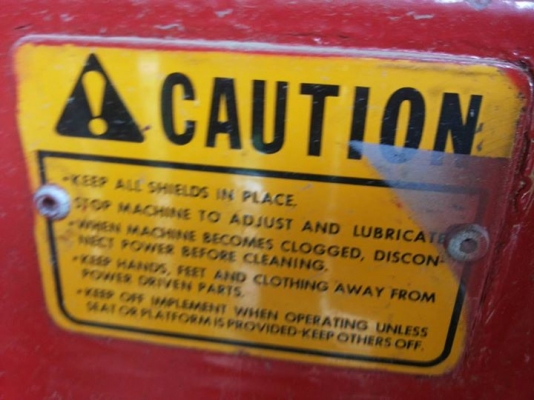 CAUTION
•KEEP ALL SHIELDS IN PLACE.
•STOP MACHINE TO ADJUST AND LUBRICATE
•WHEN MACHINE BECOMES CLOGGED, DISCON-
NECT POWER BEFORE CLEANING.
•KEEP HANDS, FEET AND CLOTHING AWAY FROM
POWER DRIVEN PARTS.
•KEEP OFF IMPLEMENT WHEN OPERATING UNLESS
SEAT OR PLATFORM IS PROVIDED-KEEP OTHERS OFF.